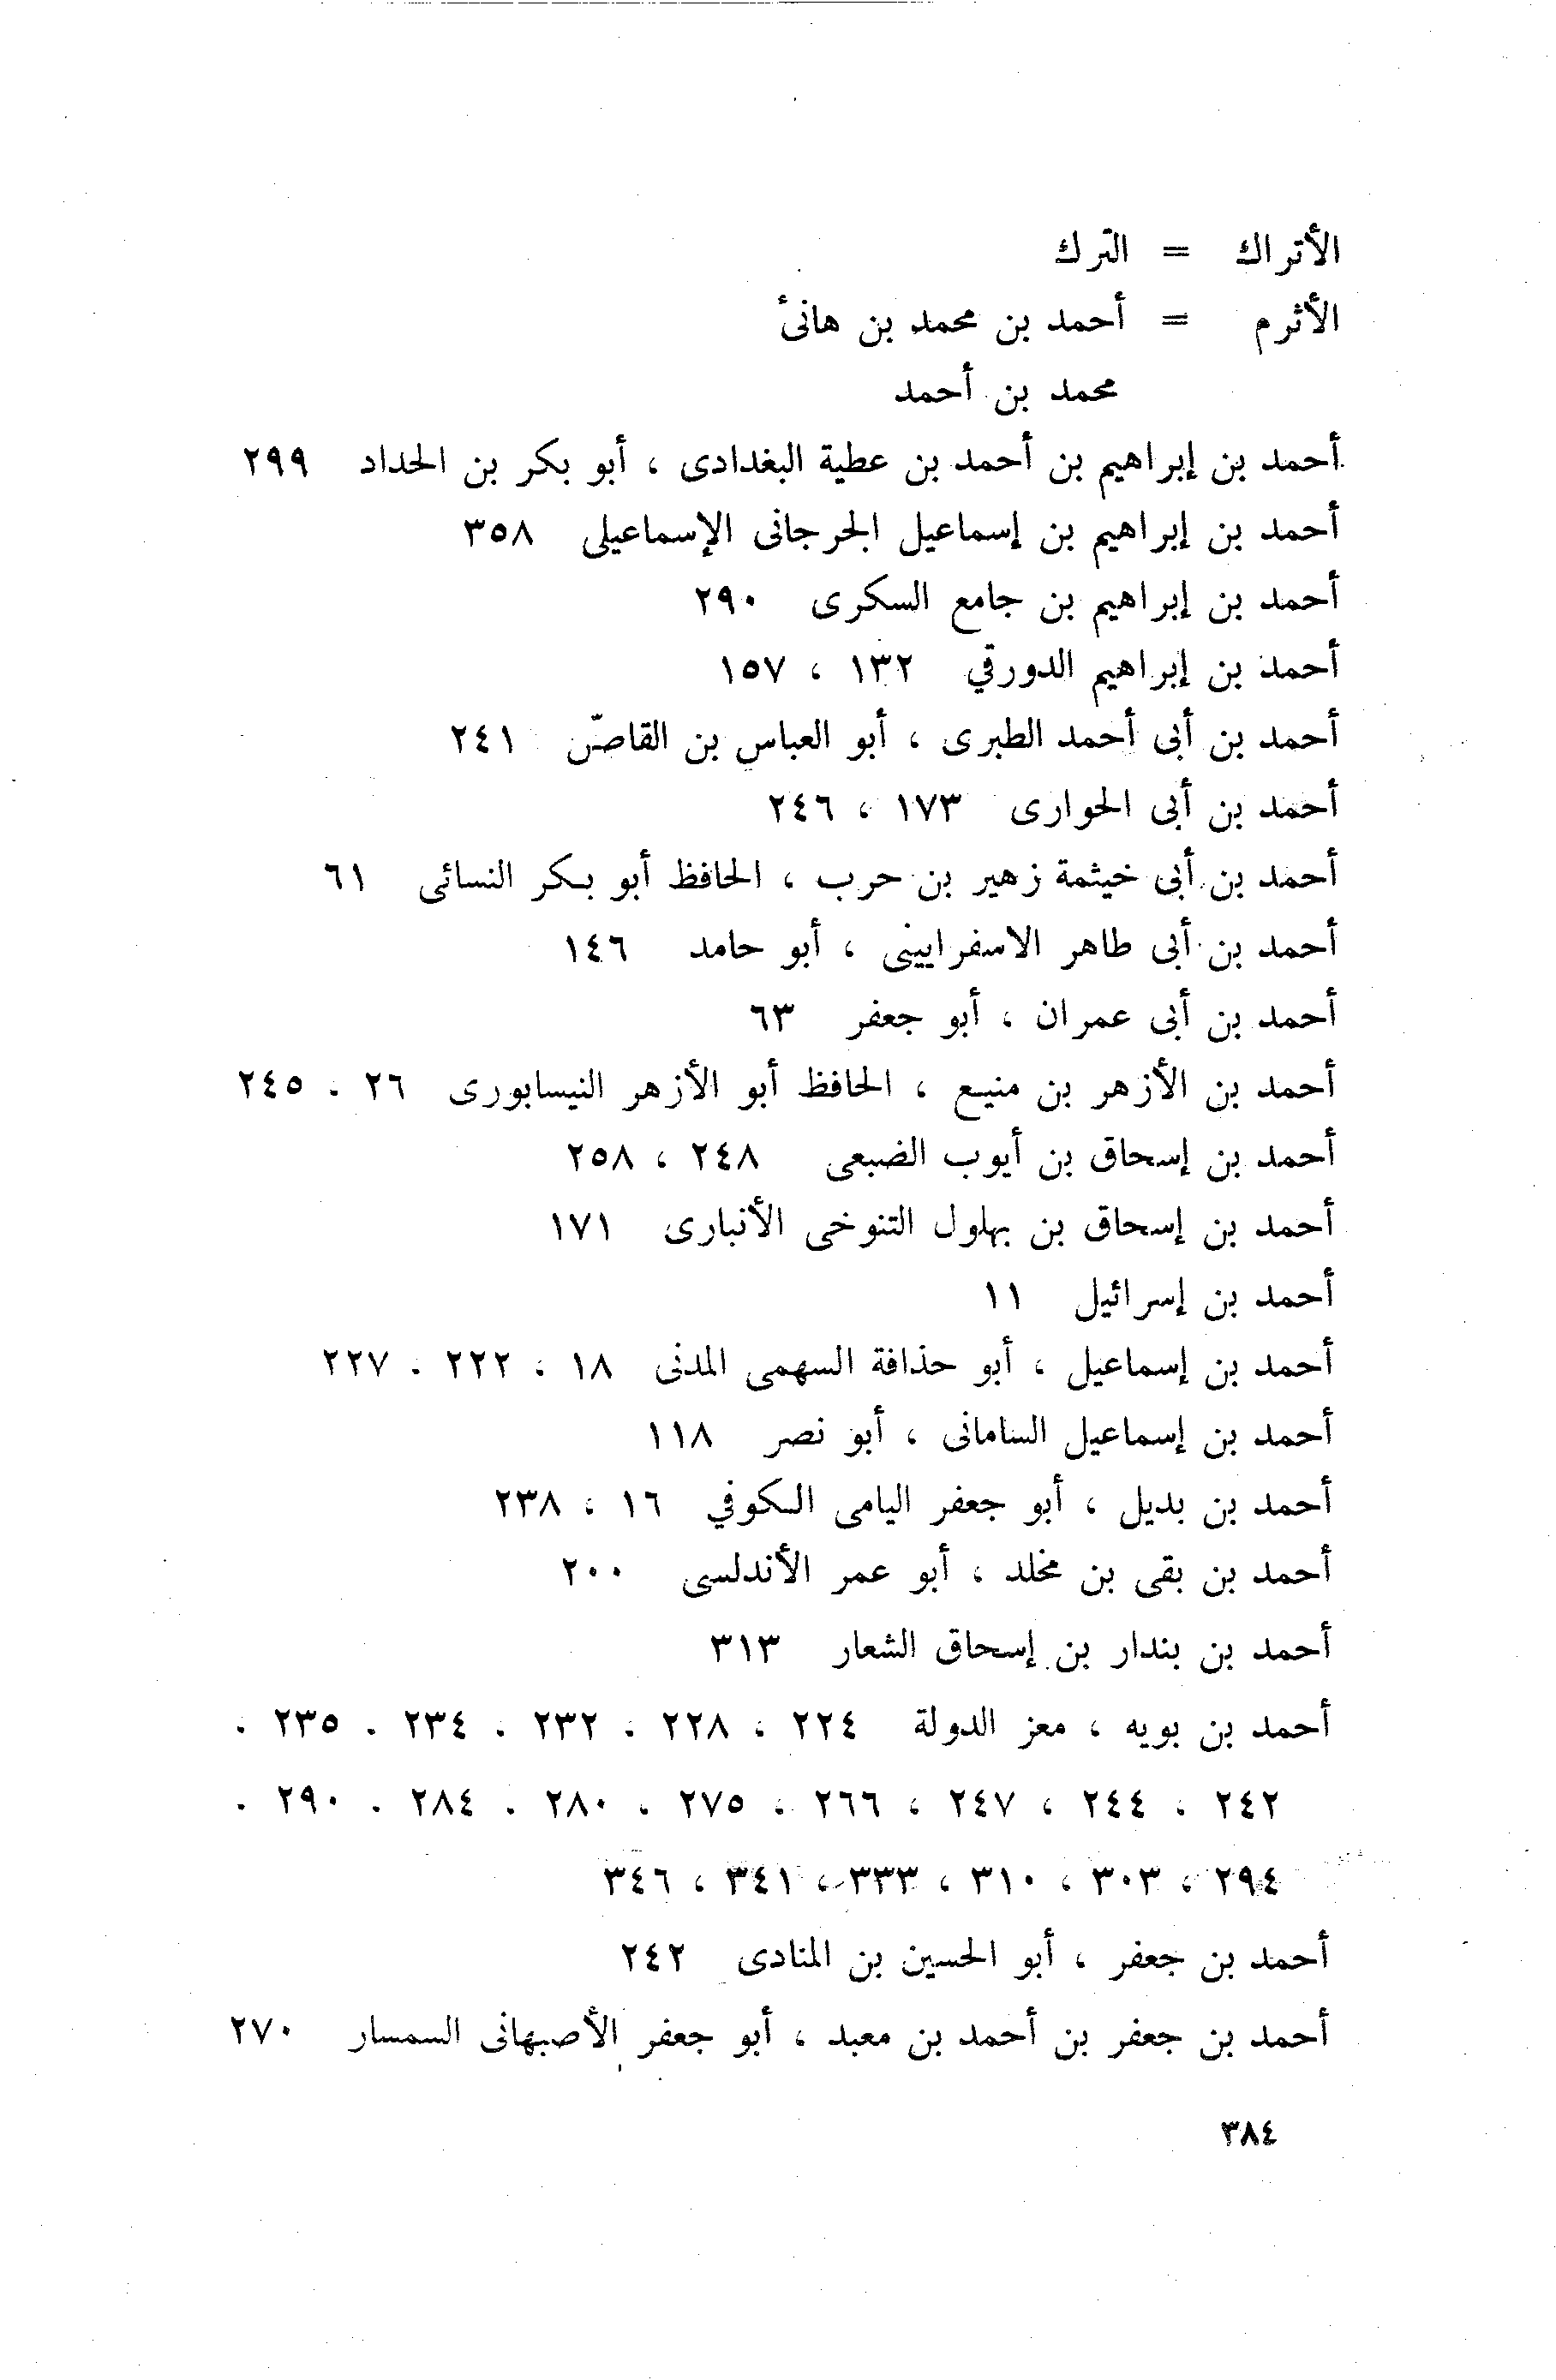 الأتراك = الترك
الأثرم = أحمد بن محمد بن هانئ
محمد بن أحمد
أحمد بن إبراهيم بن أحمد بن عطية البغدادى ، أبو بكر بن الحداد ٢٩٩
أحمد بن إبراهيم بن إسماعيل الجرجانى الإسماعيلى ٣٥٨
أحمد بن إبراهيم بن جامع السكرى ٢٩٠
أحمد بن إبراهيم الدورقي ١٣٢ ، ١٥٧
أحمد بن أبى أحمد الطبرى ، أبو العباس بن القاصّ ٢٤١
أحمد بن أبى الحوارى ١٧٣ ، ٢٤٦
أحمد بن أبى خيثمة زهير بن حرب ، الحافظ أبو بكر النسائى ٦١
أحمد بن أبى طاهر الاسفرايينى ، أبو حامد ١٤٦
أحمد بن أبى عمران ، أبو جعفر ٦٣
أحمد بن الأزهر بن منيع ، الحافظ أبو الأزهر النيسابورى ٢٦ ، ٢٤٥
أحمد بن إسحاق بن أيوب الضبعى ٢٤٨ ، ٢٥٨
أحمد بن إسحاق بن بهلول التنوخى الأنبارى ١٧١
أحمد بن إسرائيل ١١
أحمد بن إسماعيل ، أبو حذافة السهمى المدنى ١٨ ، ٢٢٢ ، ٢٢٧
أحمد بن إسماعيل السامانى ، أبو نصر ١١٨
أحمد بن بديل ، أبو جعفر اليامى الكوفي ١٦ ، ٢٣٨
أحمد بن بقى بن مخلد ، أبو عمر الأندلسى ٢٠٠
أحمد بن بندار بن إسحاق الشعار ٣١٣
أحمد بن بويه ، معز الدولة ٢٢٤ ، ٢٢٨ ، ٢٣٢ ، ٢٣٤ ، ٢٣٥ ،
٢٤٢ ، ٢٤٤ ، ٢٤٧ ، ٢٦٦ ، ٢٧٥ ، ٢٨٠ ، ٢٨٤ ، ٢٩٠ ،
٢٩٤ ، ٣٠٣ ، ٣١٠ ، ٣٣٣ ، ٣٤١ ، ٣٤٦
أحمد بن جعفر ، أبو الحسين بن المنادى ٢٤٢
أحمد بن جعفر بن أحمد بن معبد ، أبو جعفر الأصبهانى السمسار ٢٧٠
٣٨٤